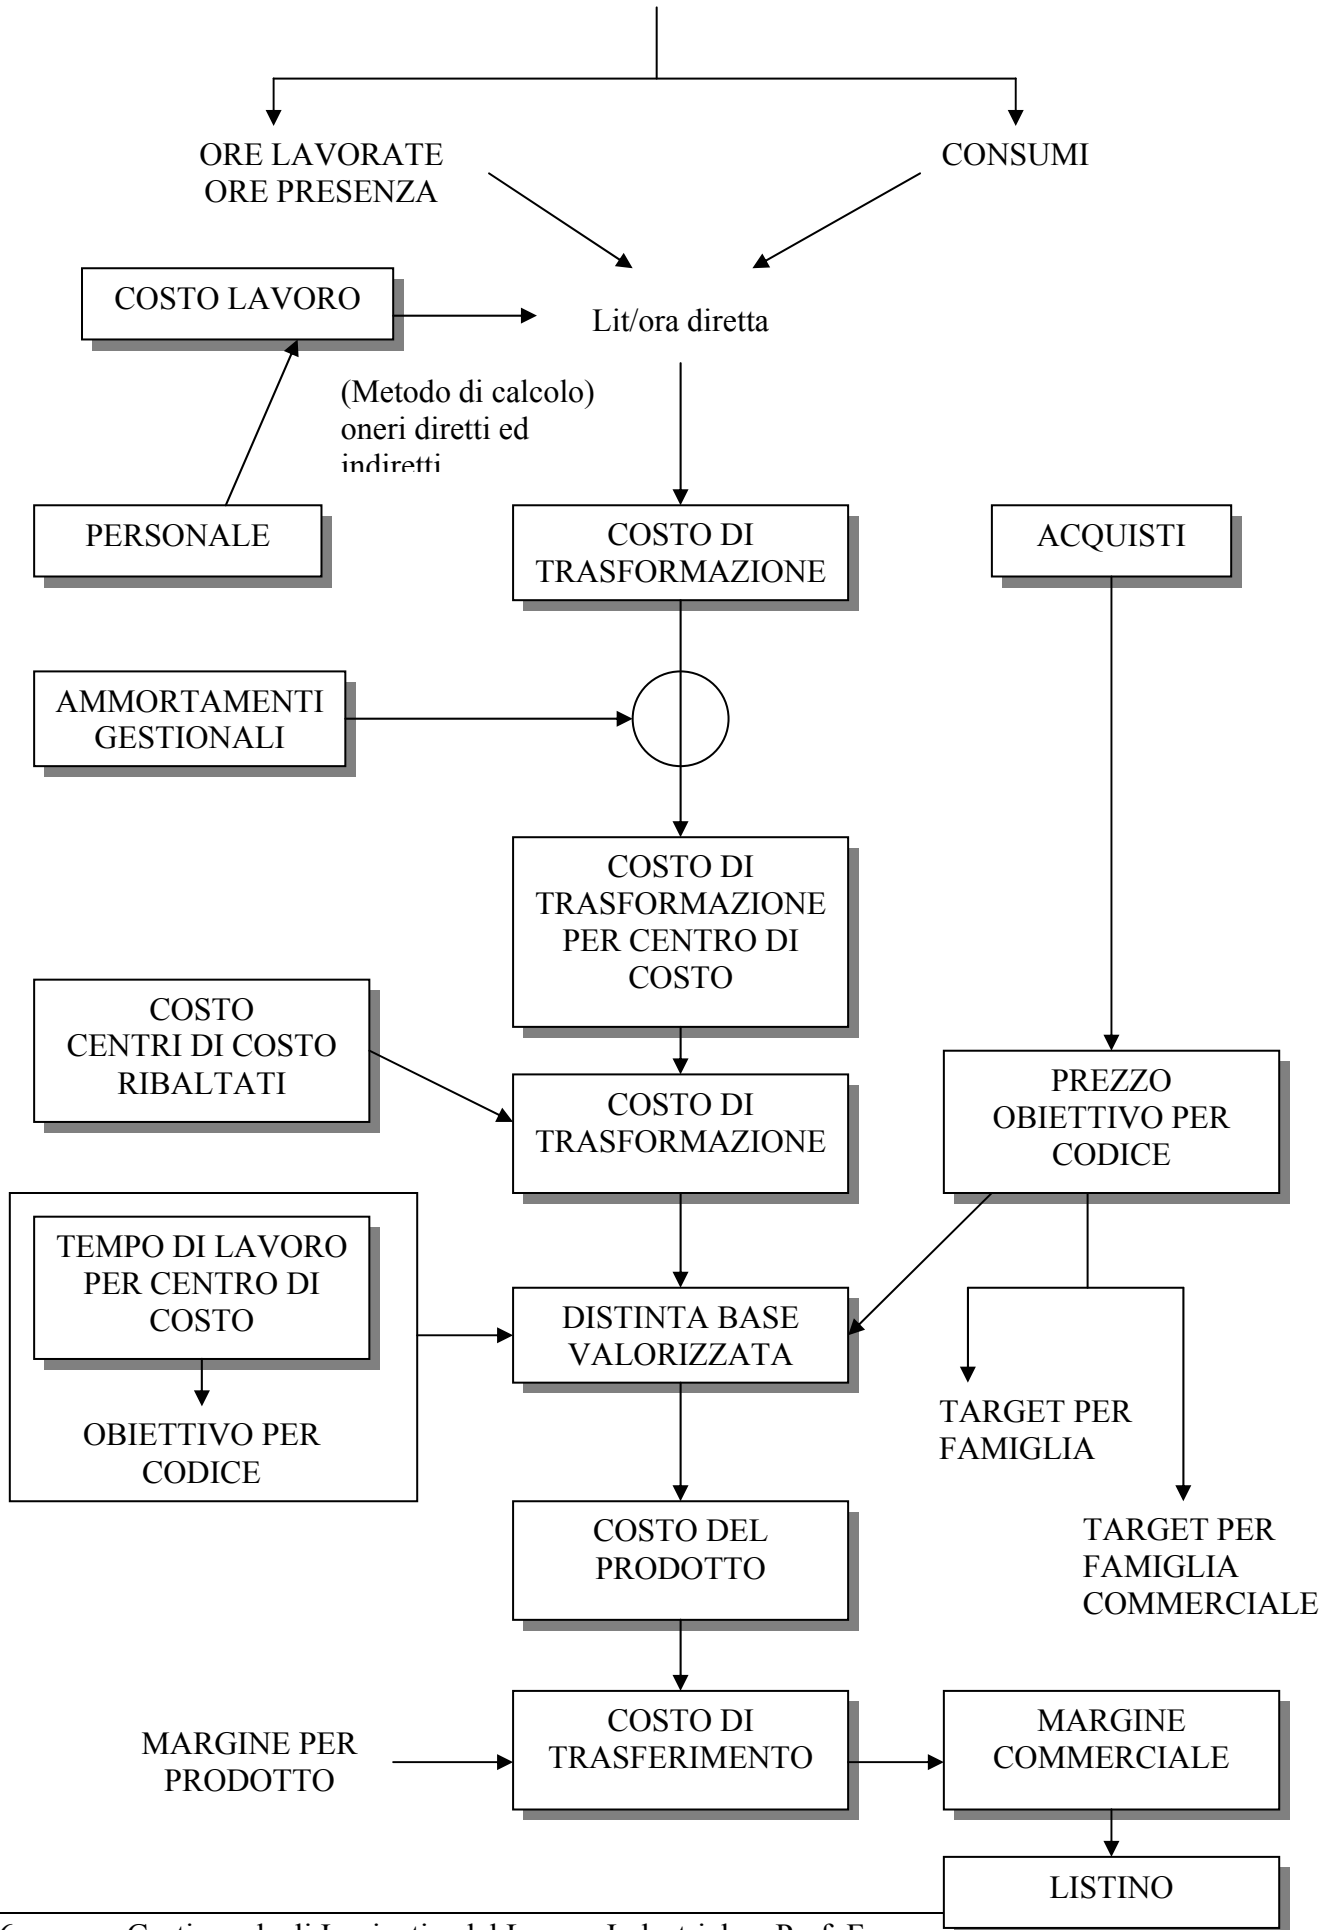 ORE LAVORATE
ORE PRESENZA
CONSUMI
COSTO LAVORO
Lit/ora diretta
(Metodo di calcolo)
oneri diretti ed
indiretti
PERSONALE
COSTO DI
TRASFORMAZIONE
ACQUISTI
AMMORTAMENTI
GESTIONALI
COSTO DI
TRASFORMAZIONE
PER CENTRO DI
COSTO
COSTO
CENTRI DI COSTO
RIBALTATI
COSTO DI
TRASFORMAZIONE
PREZZO
OBIETTIVO PER
CODICE
TEMPO DI LAVORO
PER CENTRO DI
COSTO
OBIETTIVO PER
CODICE
DISTINTA BASE
VALORIZZATA
TARGET PER
FAMIGLIA
COSTO DEL
PRODOTTO
TARGET PER
FAMIGLIA
COMMERCIALE
MARGINE PER
PRODOTTO
COSTO DI
TRASFERIMENTO
MARGINE
COMMERCIALE
LISTINO